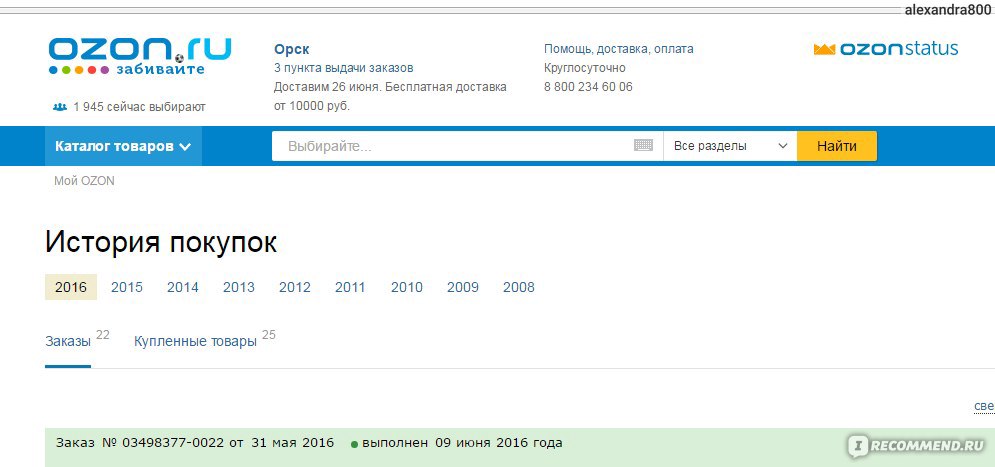 alexandra800
ozon.ru
забивайте
1 945 сейчас выбирают
Орск
3 пункта выдачи заказов
Доставим 26 июня. Бесплатная доставка
от 10000 руб.
Помощь, доставка, оплата
Круглосуточно
8 800 234 60 06
ozonstatus
Каталог товаров
Выбирайте...
Все разделы
Найти
Мой OZON
История покупок
2016 2015 2014 2013 2012 2011 2010 2009 2008
Заказы 22 Купленные товары 25
све
Заказ № 03498377-0022 от 31 мая 2016 выполнен 09 июня 2016 года
I RECOMMEND.RU